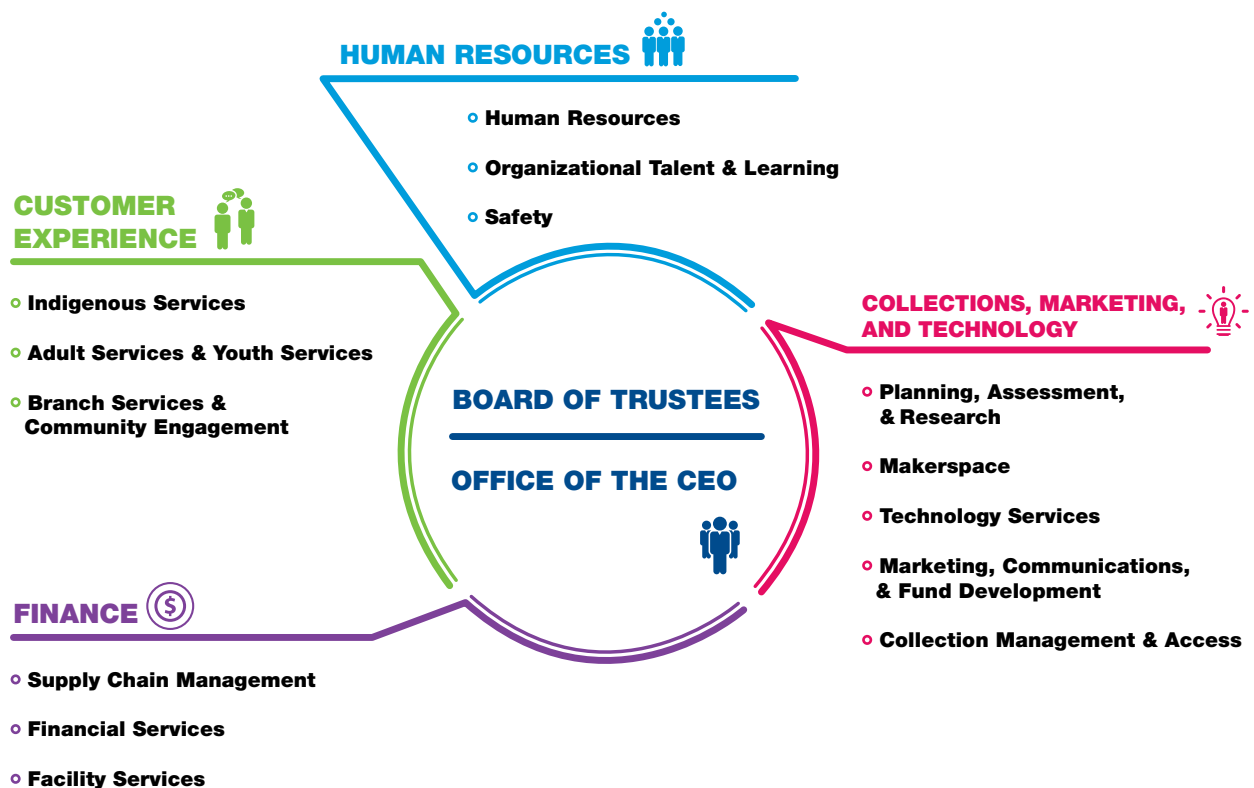 HUMAN RESOURCES
Human Resources
Organizational Talent & Learning
Safety
CUSTOMER
EXPERIENCE
Indigenous Services
Adult Services & Youth Services
Branch Services &
Community Engagement
COLLECTIONS, MARKETING,
AND TECHNOLOGY
Planning, Assessment,
& Research
Makerspace
Technology Services
Marketing, Communications,
& Fund Development
Collection Management & Access
BOARD OF TRUSTEES
OFFICE OF THE CEO
FINANCE $
Supply Chain Management
Financial Services
Facility Services